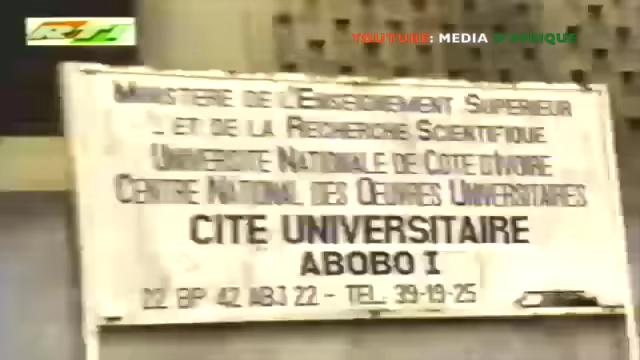 RTI
YOUTUBE: MEDIA D'AFRIQUE
MINISTERE DE L'ENSEIGNEMENT SUPERIEUR
ET DE LA RECHERCHE SCIENTIFIQUE
UNIVERSITE NATIONALE DE COTE D'IVOIRE
CENTRE NATIONAL DES OEUVRES UNIVERSITAIRES
CITE UNIVERSITAIRE
ABOBO I
22 BP 42 ABJ 22 - TEL: 39-19-25